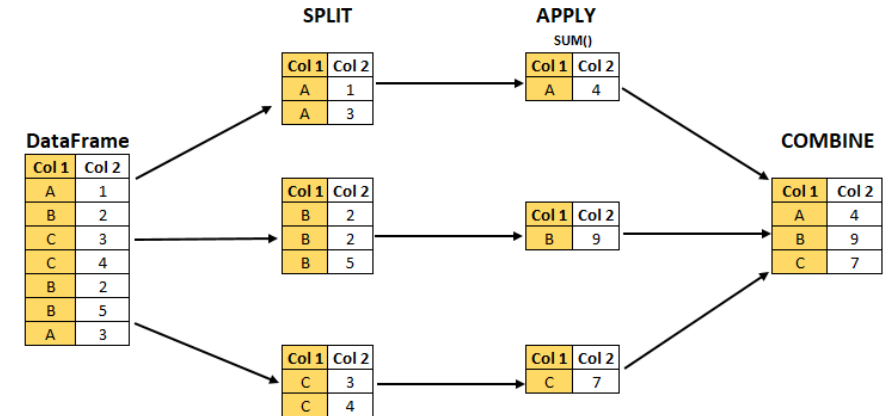 SPLIT
APPLY
SUM()
Col 1 Col 2
A 1
A 3
Col 1 Col 2
A 4
DataFrame
Col 1 Col 2
A 1
B 2
C 3
C 4
B 2
B 5
A 3
Col 1 Col 2
B 2
B 2
B 5
Col 1 Col 2
B 9
COMBINE
Col 1 Col 2
A 4
B 9
C 7
Col 1 Col 2
C 3
C 4
Col 1 Col 2
C 7